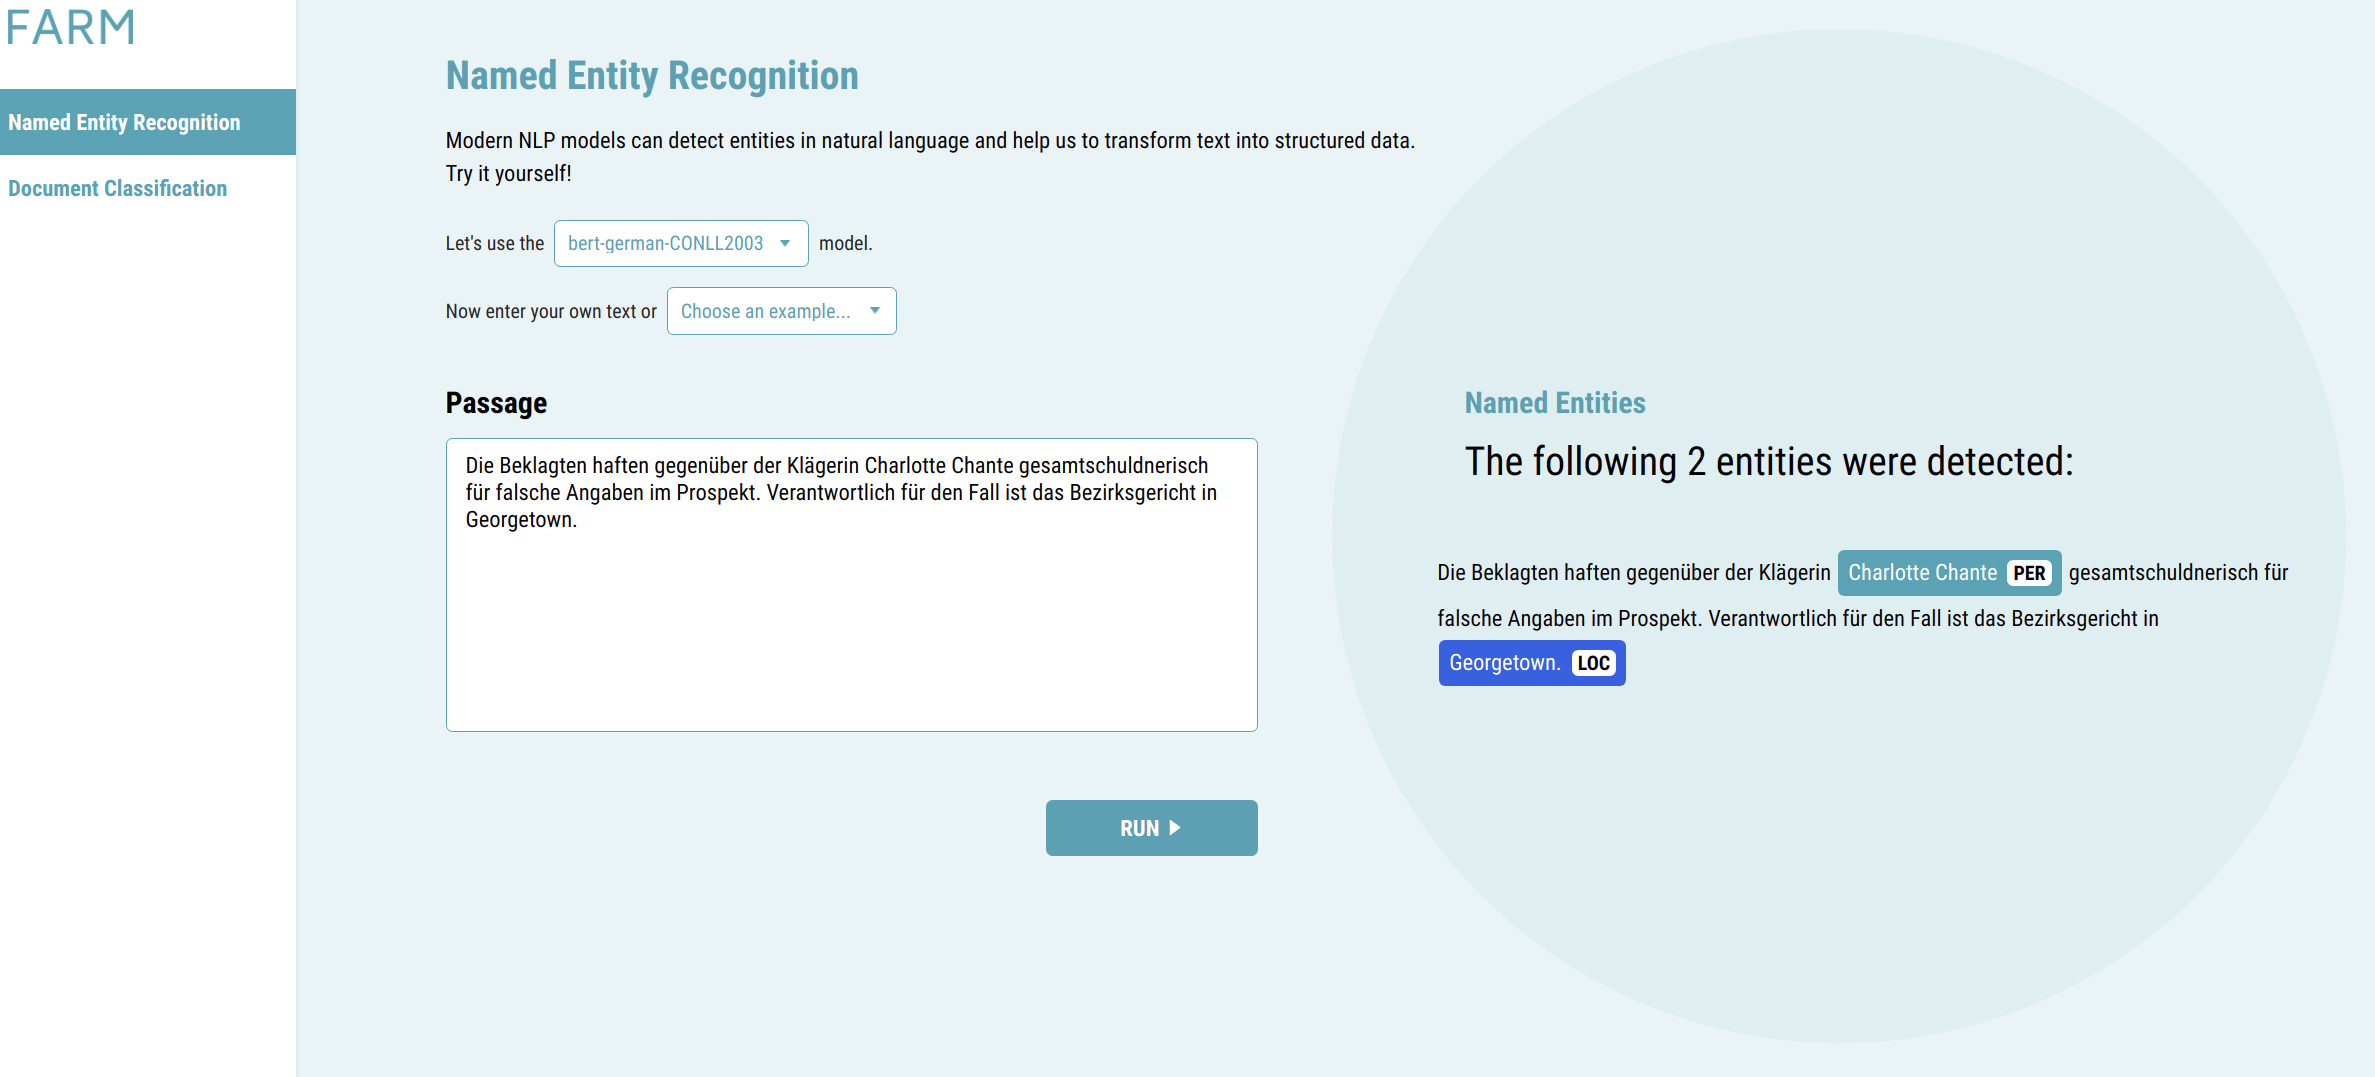 FARM
Named Entity Recognition
Document Classification
Named Entity Recognition
Modern NLP models can detect entities in natural language and help us to transform text into structured data.
Try it yourself!
Let's use the bert-german-CONLL2003 model.
Now enter your own text or Choose an example...
Passage
Die Beklagten haften gegenüber der Klägerin Charlotte Chante gesamtschuldnerisch
für falsche Angaben im Prospekt. Verantwortlich für den Fall ist das Bezirksgericht in
Georgetown.
RUN
Named Entities
The following 2 entities were detected:
Die Beklagten haften gegenüber der Klägerin Charlotte Chante PER gesamtschuldnerisch für
falsche Angaben im Prospekt. Verantwortlich für den Fall ist das Bezirksgericht in
Georgetown. LOC